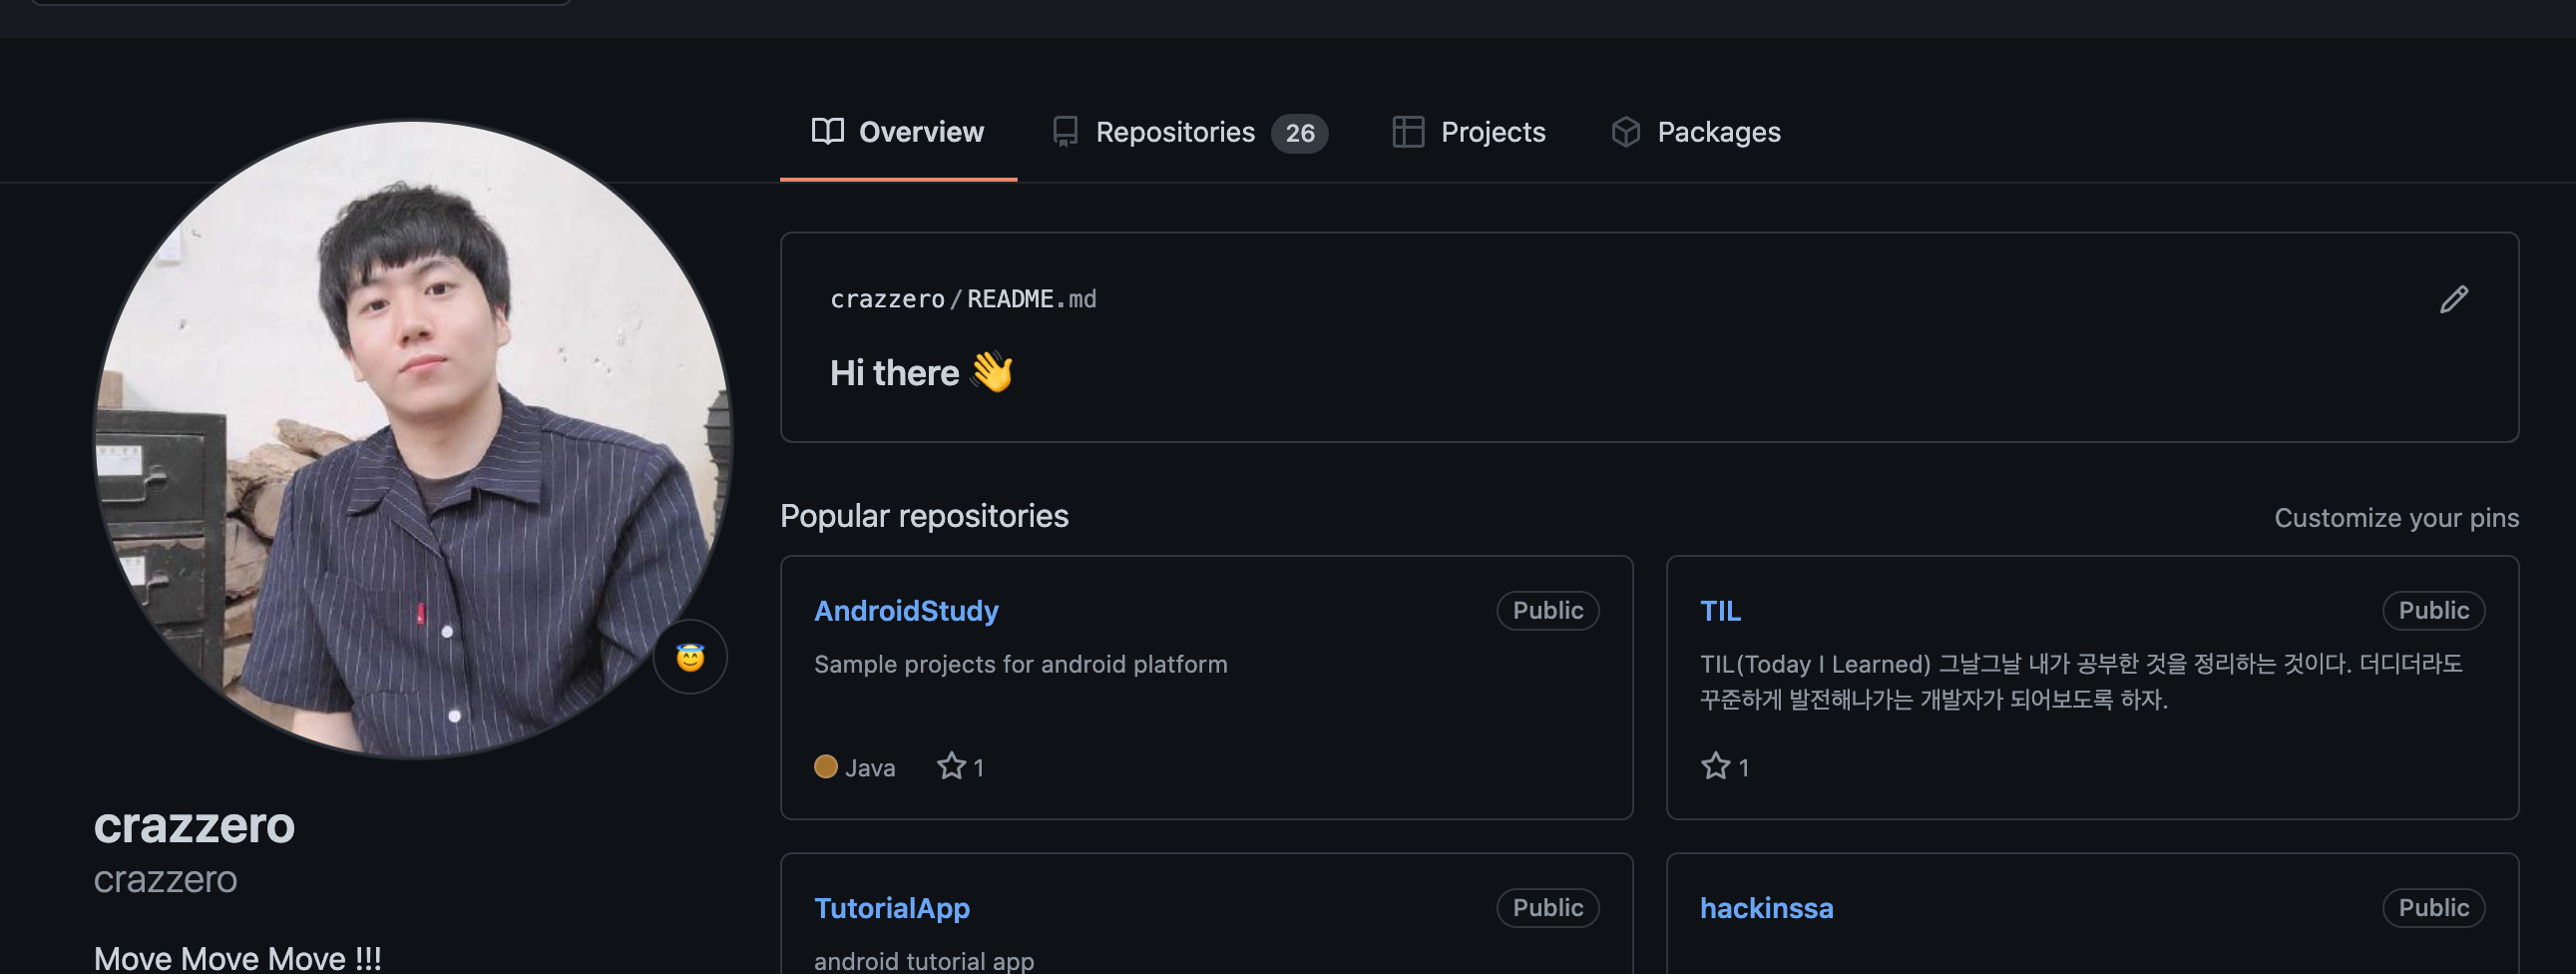 Overview
Repositories 26
Projects
Packages
crazzero/README.md
Hi there 👋
Popular repositories
Customize your pins
AndroidStudy
Public
Sample projects for android platform
Java
1
TIL
Public
TIL(Today I Learned) 그날그날 내가 공부한 것을 정리하는 것이다. 더디더라도
꾸준하게 발전해나가는 개발자가 되어보도록 하자.
1
TutorialApp
Public
android tutorial app
hackinssa
Public
crazzero
crazzero
Move Move Move !!!